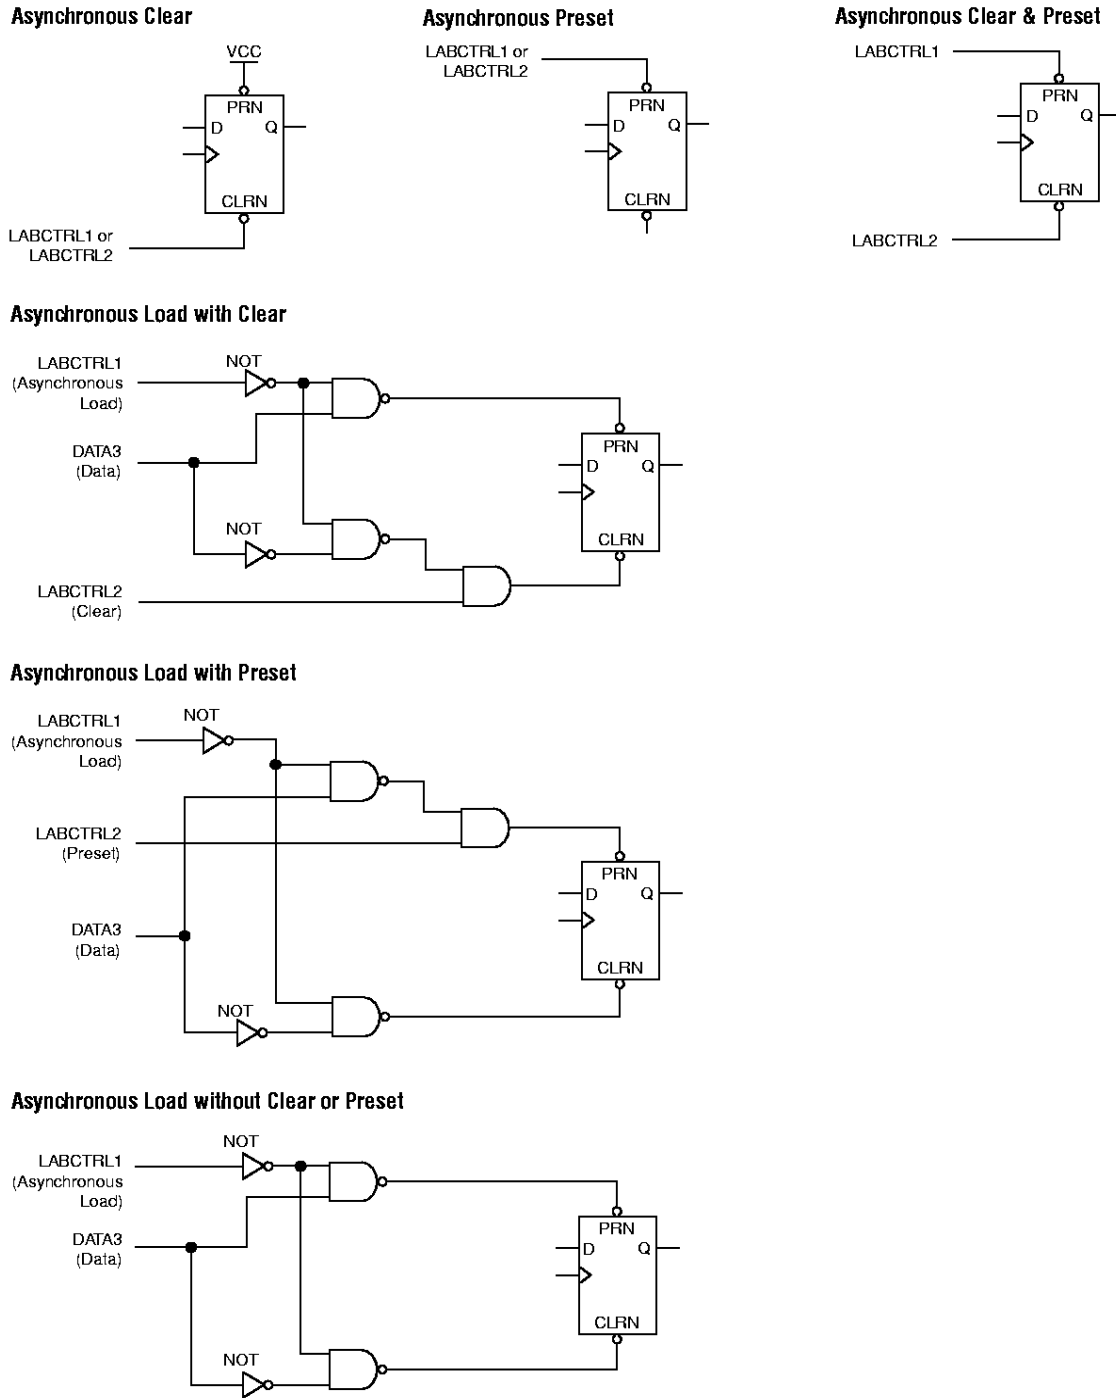 Asynchronous Clear
VCC
PRN
D
Q
CLRN
LABCTRL1 or
LABCTRL2
Asynchronous Preset
LABCTRL1 or
LABCTRL2
PRN
D
Q
CLRN
Asynchronous Clear & Preset
LABCTRL1
PRN
D
Q
CLRN
LABCTRL2
Asynchronous Load with Clear
LABCTRL1
(Asynchronous
Load)
NOT
DATA3
(Data)
NOT
LABCTRL2
(Clear)
PRN
D
Q
CLRN
Asynchronous Load with Preset
LABCTRL1
(Asynchronous
Load)
NOT
LABCTRL2
(Preset)
DATA3
(Data)
NOT
PRN
D
Q
CLRN
Asynchronous Load without Clear or Preset
LABCTRL1
(Asynchronous
Load)
NOT
DATA3
(Data)
NOT
PRN
D
Q
CLRN